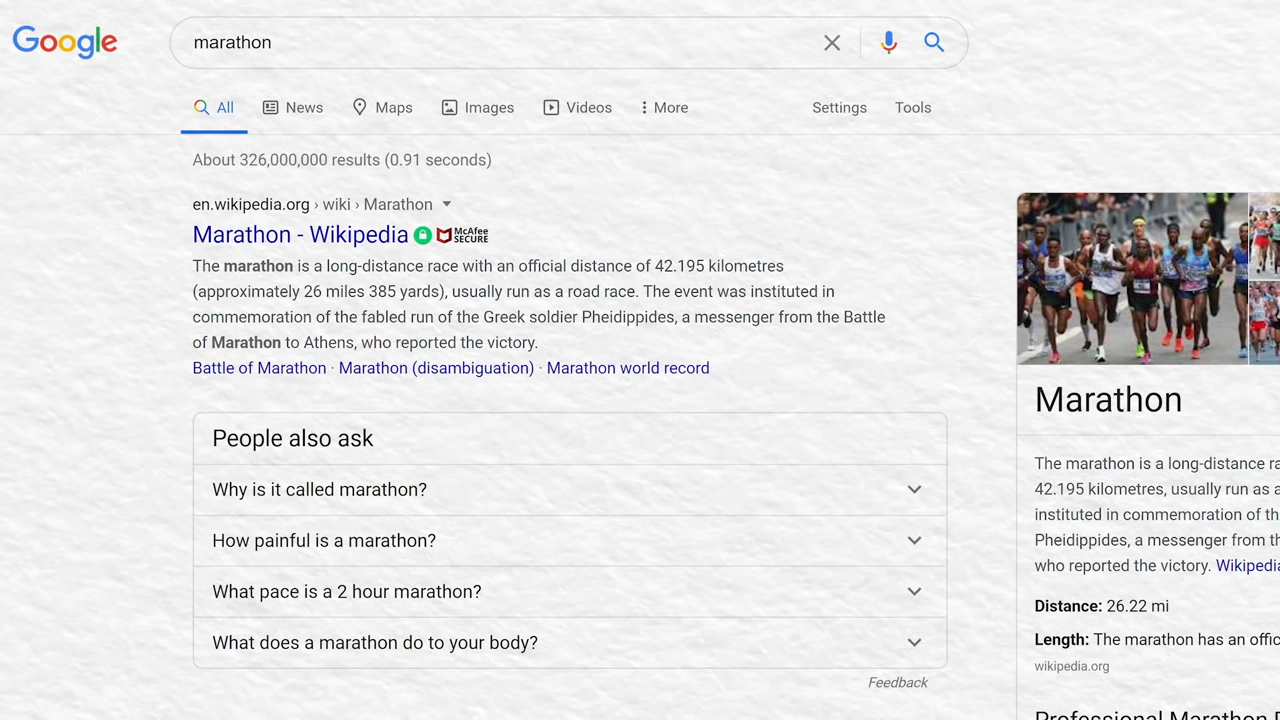 Google
marathon
All
News
Maps
Images
Videos
More
Settings
Tools
About 326,000,000 results (0.91 seconds)
en.wikipedia.org › wiki › Marathon
Marathon - Wikipedia McAfee SECURE
The marathon is a long-distance race with an official distance of 42.195 kilometres
(approximately 26 miles 385 yards), usually run as a road race. The event was instituted in
commemoration of the fabled run of the Greek soldier Pheidippides, a messenger from the Battle
of Marathon to Athens, who reported the victory.
Battle of Marathon · Marathon (disambiguation) · Marathon world record
People also ask
Why is it called marathon?
How painful is a marathon?
What pace is a 2 hour marathon?
What does a marathon do to your body?
Feedback
Marathon
The marathon is a long-distance
42.195 kilometres, usually run as
instituted in commemoration of
Pheidippides, a messenger from
who reported the victory. Wikipedia
Distance: 26.22 mi
Length: The marathon has an
wikipedia.org
Professional Marathon